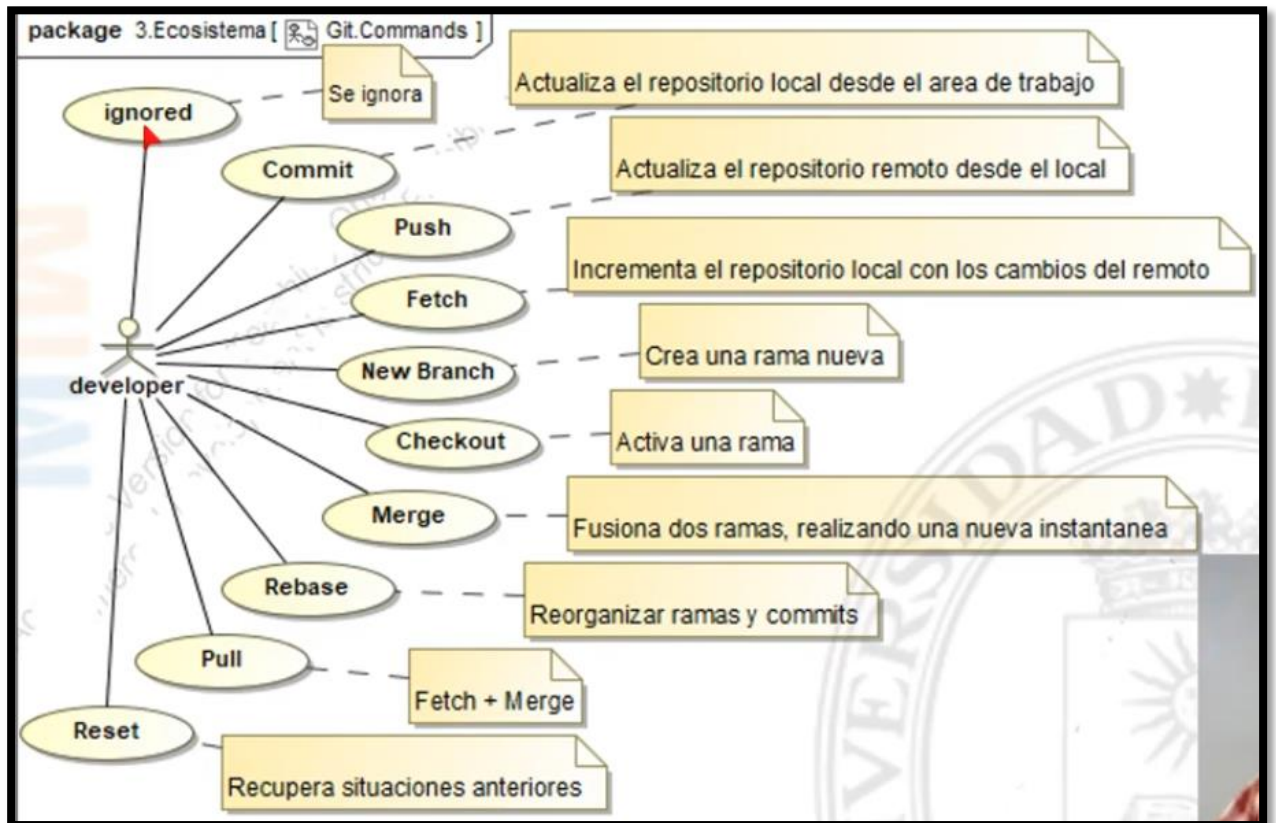 package 3.Ecosistema [ Git.Commands ]
ignored
Se ignora
Actualiza el repositorio local desde el area de trabajo
Commit
Actualiza el repositorio remoto desde el local
Push
Incrementa el repositorio local con los cambios del remoto
Fetch
Crea una rama nueva
New Branch
developer
Activa una rama
Checkout
Merge
Fusiona dos ramas, realizando una nueva instantanea
Rebase
Reorganizar ramas y commits
Pull
Fetch + Merge
Reset
Recupera situaciones anteriores